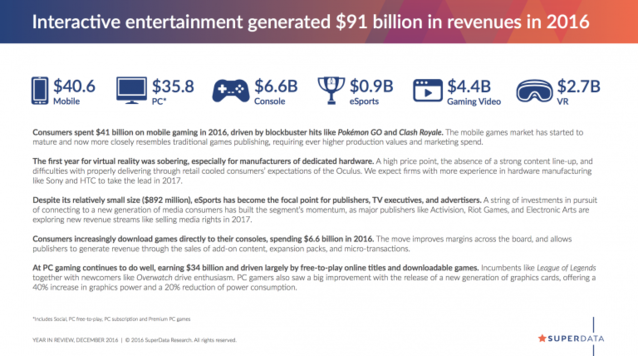 Interactive entertainment generated $91 billion in revenues in 2016
$40.6 $35.8 $6.6B $0.9B $4.4B $2.7B
Mobile PC* Console eSports Gaming Video VR
Consumers spent $41 billion on mobile gaming in 2016, driven by blockbuster hits like Pokémon GO and Clash Royale. The mobile games market has started to
mature and now more closely resembles traditional games publishing, requiring ever higher production values and marketing spend.
The first year for virtual reality was sobering, especially for manufacturers of dedicated hardware. A high price point, the absence of a strong content line-up, and
difficulties with properly delivering through retail cooled consumers' expectations of the Oculus. We expect firms with more experience in hardware manufacturing
like Sony and HTC to take the lead in 2017.
Despite its relatively small size ($892 million), eSports has become the focal point for publishers, TV executives, and advertisers. A string of investments in pursuit
of connecting to a new generation of media consumers has built the segment's momentum, as major publishers like Activision, Riot Games, and Electronic Arts are
exploring new revenue streams like selling media rights in 2017.
Consumers increasingly download games directly to their consoles, spending $6.6 billion in 2016. The move improves margins across the board, and allows
publishers to generate revenue through the sales of add-on content, expansion packs, and micro-transactions.
At PC gaming continues to do well, earning $34 billion and driven largely by free-to-play online titles and downloadable games. Incumbents like League of Legends
together with newcomers like Overwatch drive enthusiasm. PC gamers also saw a big improvement with the release of a new generation of graphics cards, offering a
40% increase in graphics power and a 20% reduction of power consumption.
*Includes Social, PC free-to-play, PC subscription and Premium PC games
YEAR IN REVIEW, DECEMBER 2016 | © 2016 SuperData Research. All rights reserved.
SUPERDATA